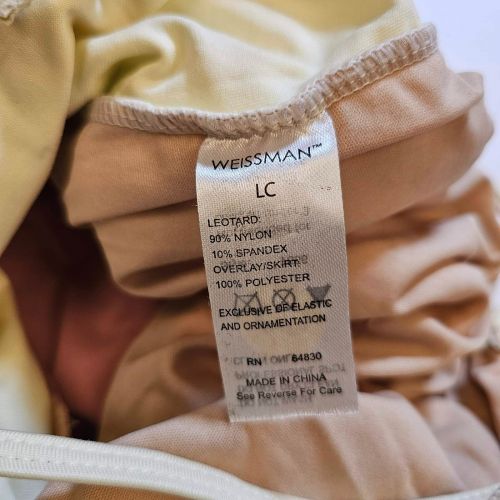 WEISSMAN™
LC
LEOTARD:
90% NYLON
10% SPANDEX
OVERLAY/SKIRT
100% POLYESTER
EXCLUSIVE OF ELASTIC
AND ORNAMENTATION
RN 64830
MADE IN CHINA
See Reverse For Care